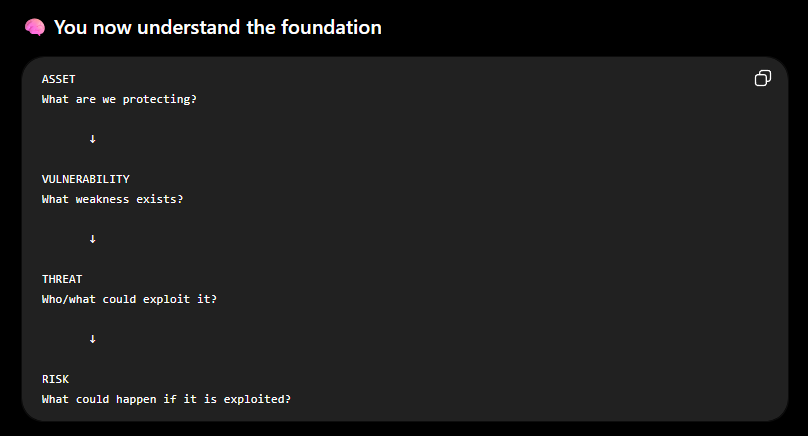 🧠 You now understand the foundation
ASSET
What are we protecting?
↓
VULNERABILITY
What weakness exists?
↓
THREAT
Who/what could exploit it?
↓
RISK
What could happen if it is exploited?